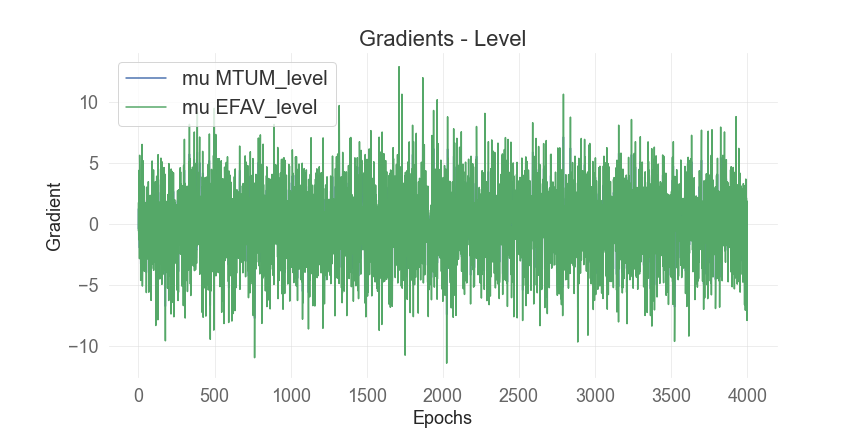 Gradients - Level
mu MTUM_level
mu EFAV_level
10
5
0
−5
−10
Gradient
0 500 1000 1500 2000 2500 3000 3500 4000
Epochs